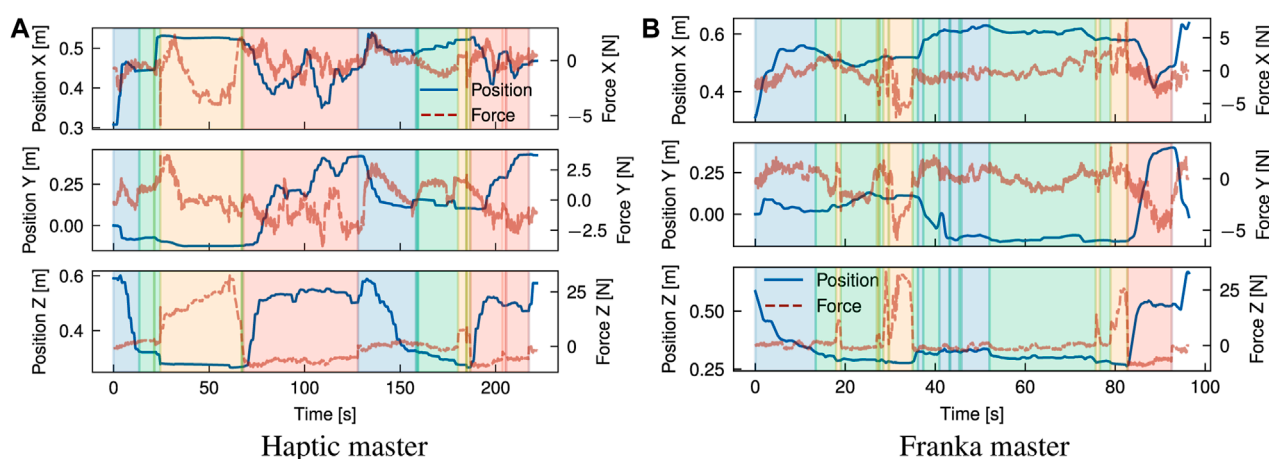 A
Position X [m]
0.5
0.4
0.3
0
−5
Force X [N]
Position
Force
Position Y [m]
0.25
0.00
2.5
0.0
−2.5
Force Y [N]
Position Z [m]
0.6
0.4
25
0
Force Z [N]
0 50 100 150 200
Time [s]
Haptic master
B
Position X [m]
0.6
0.4
5
0
−5
Force X [N]
Position Y [m]
0.25
0.00
0
−5
Force Y [N]
Position Z [m]
0.50
0.25
Position
Force
25
0
Force Z [N]
0 20 40 60 80 100
Time [s]
Franka master